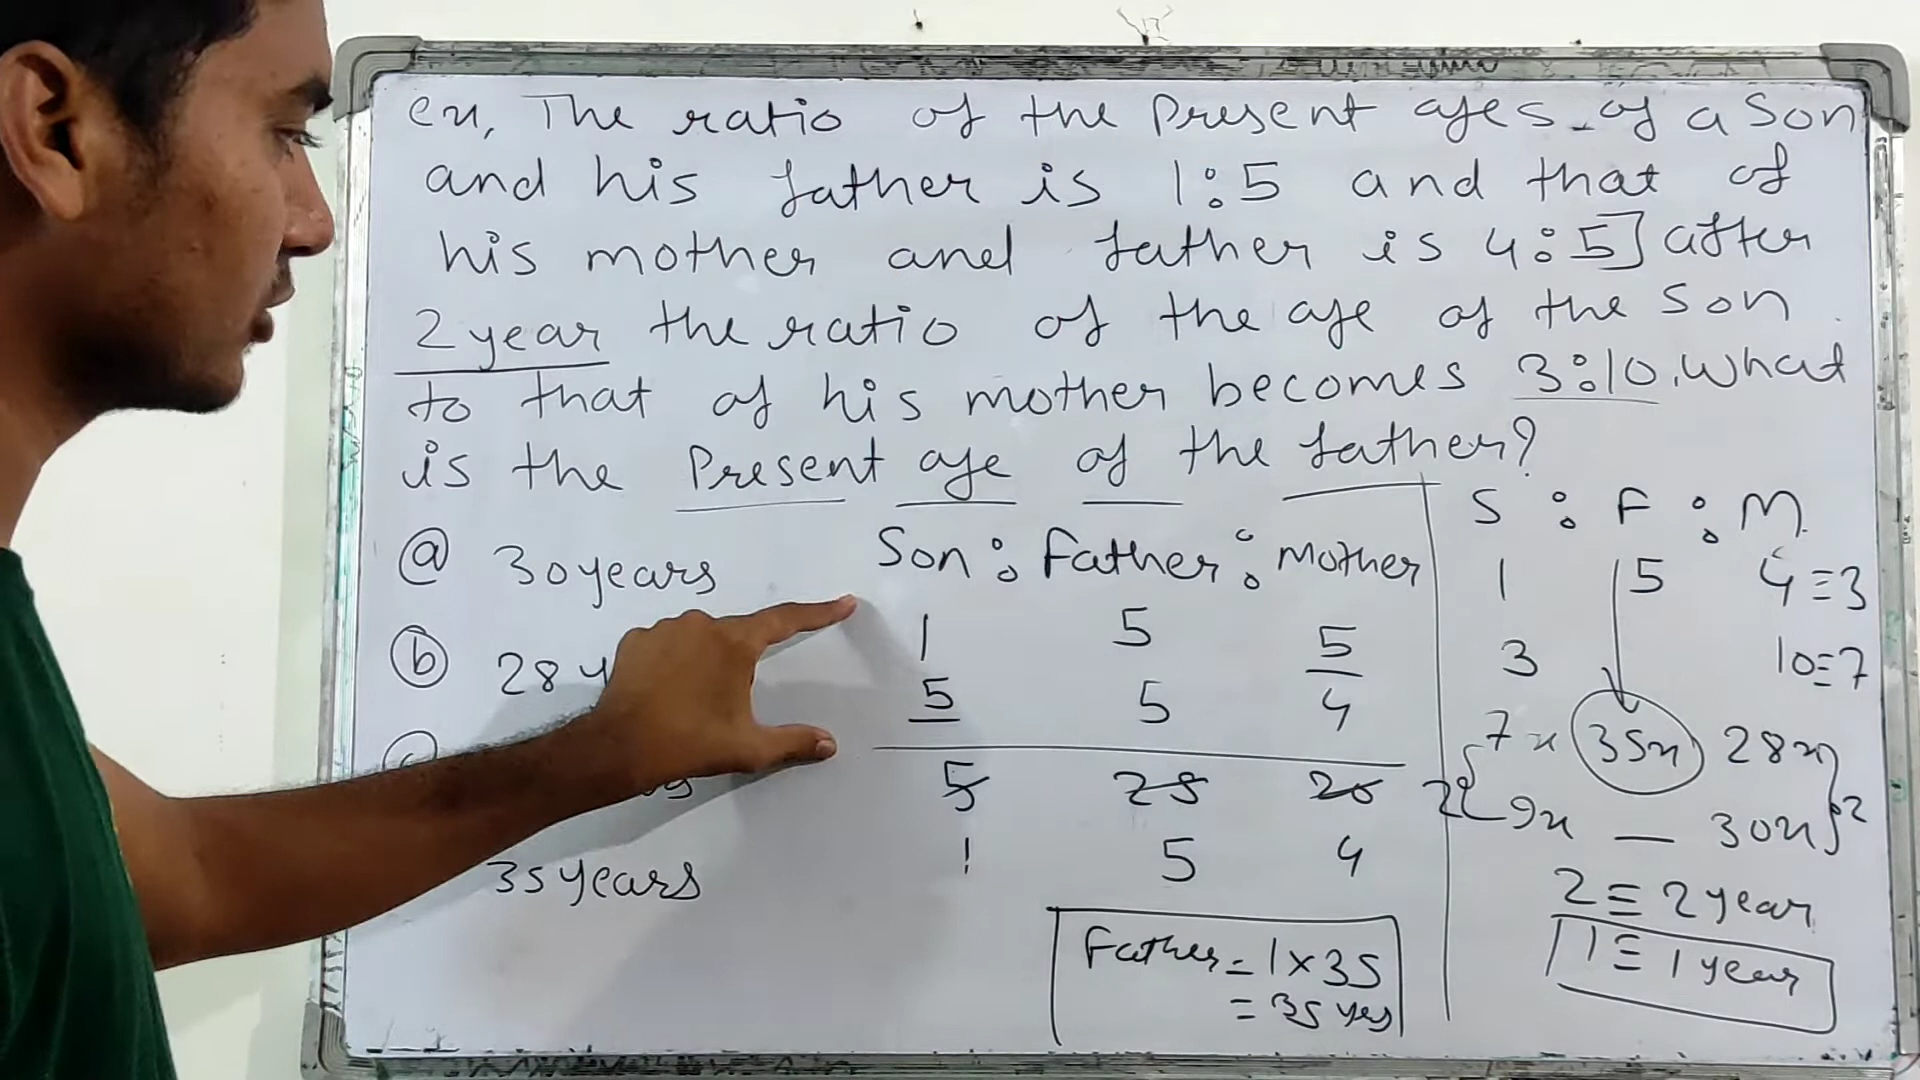 ex, The ratio of the Present ages of a Son
and his father is 1:5 and that of
his mother and father is 4:5] after
2 year the ratio of the age of the son
to that of his mother becomes 3:10. What
is the Present age of the father?
ⓐ 30 years
ⓑ 28 y
35 years
Son : Father : Mother
1 5 5
5 5 4
5 25 20
1 5 4
Father = 1 × 35
= 35 yes
S : F : M
1 5 4 ≡ 3
3 10 ≡ 7
7x 35x 28x
2{ 9x — 30x }2
2 ≡ 2 year
1 ≡ 1 year